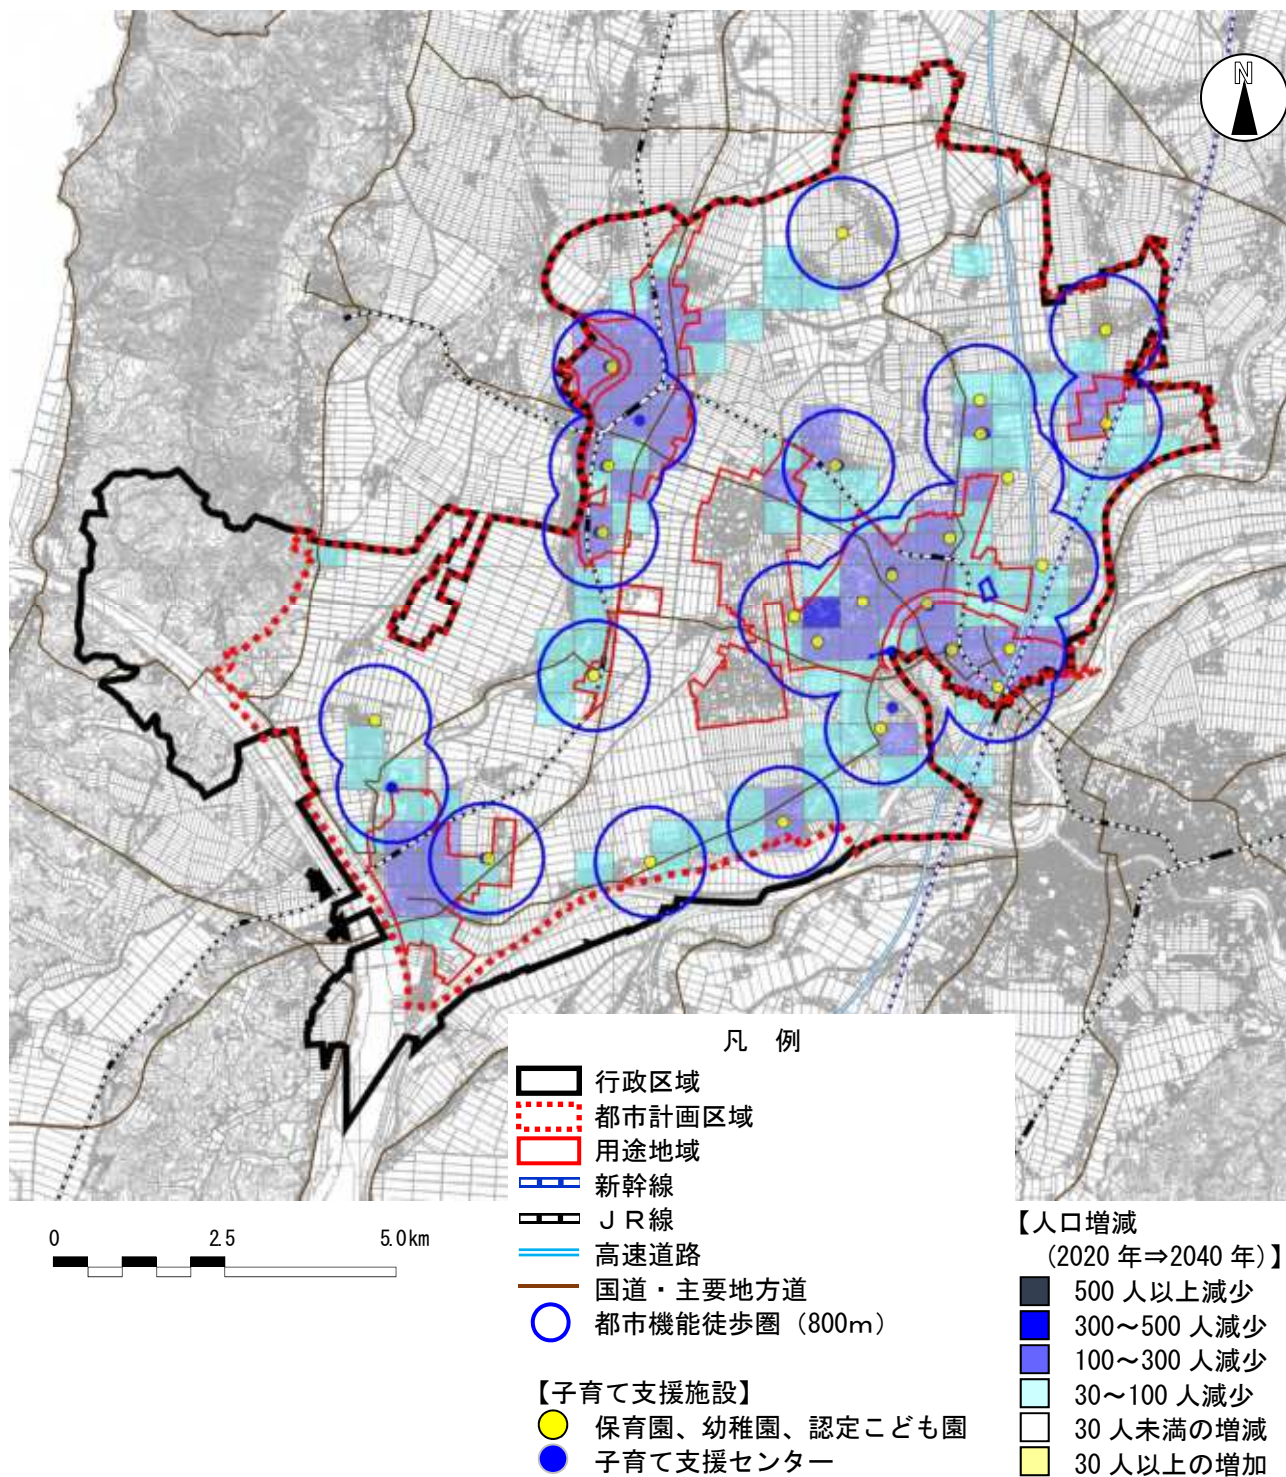 N
凡 例
行政区域
都市計画区域
用途地域
新幹線
ＪＲ線
高速道路
国道・主要地方道
都市機能徒歩圏（800ｍ）
【子育て支援施設】
保育園、幼稚園、認定こども園
子育て支援センター
0 2.5 5.0km
【人口増減
(2020 年⇒2040 年)】
500 人以上減少
300～500 人減少
100～300 人減少
30～100 人減少
30 人未満の増減
30 人以上の増加